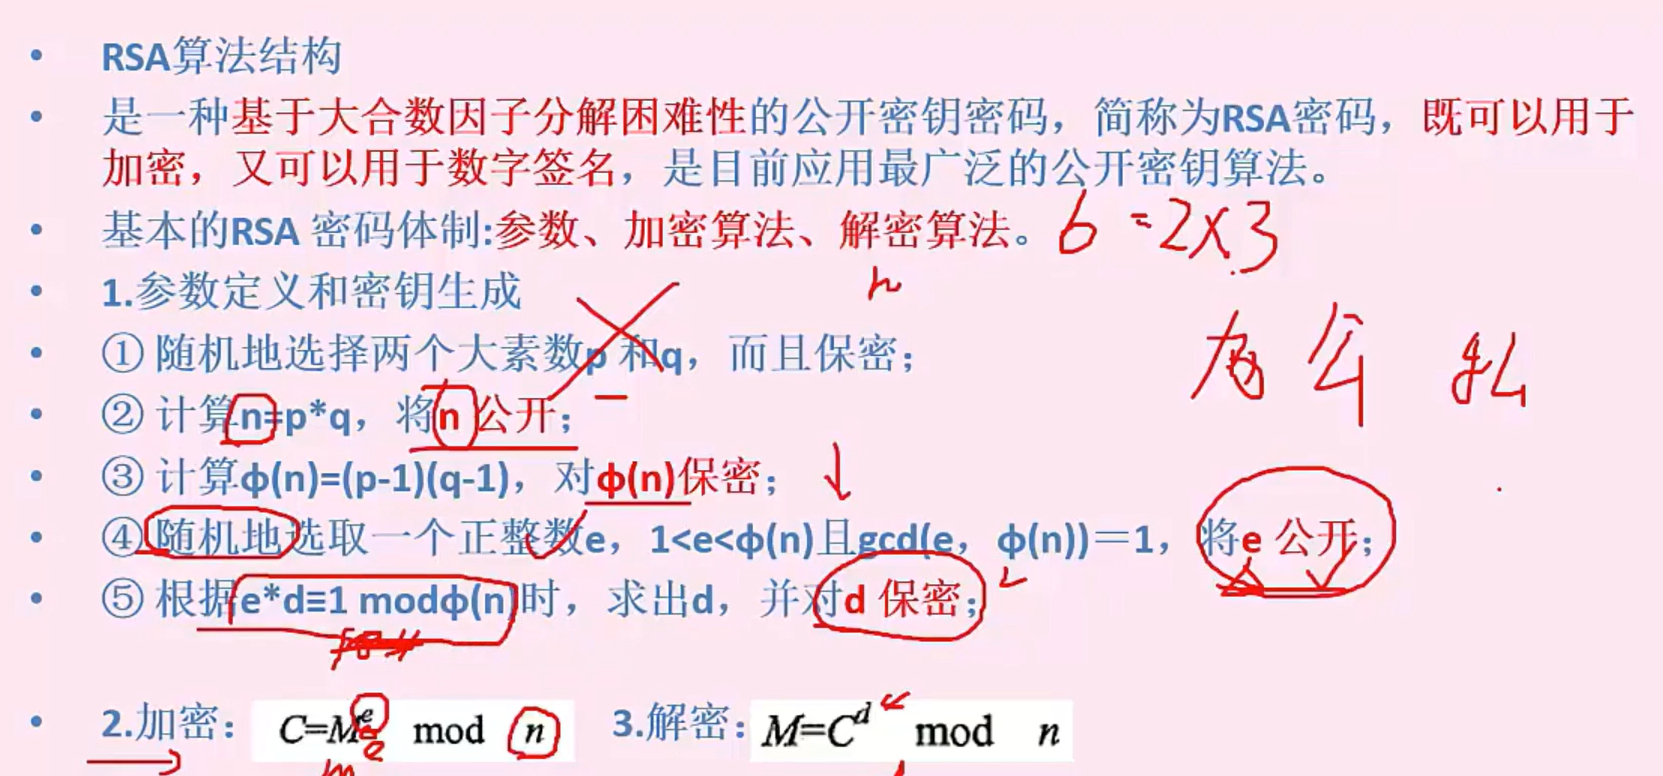 RSA算法结构
是一种基于大合数因子分解困难性的公开密钥密码，简称为RSA密码，既可以用于
加密，又可以用于数字签名，是目前应用最广泛的公开密钥算法。
基本的RSA 密码体制:参数、加密算法、解密算法。 6=2×3
1.参数定义和密钥生成 n
① 随机地选择两个大素数p 和q，而且保密；
公 私
② 计算n=p*q，将n 公开；
③ 计算ϕ(n)=(p-1)(q-1)，对ϕ(n)保密；
④ 随机地选取一个正整数e，1<e<ϕ(n)且gcd(e，ϕ(n))＝1，将e 公开；
⑤ 根据e*d≡1 modϕ(n)时，求出d，并对d 保密；
2.加密： C=M^e mod n 3.解密： M=C^d mod n
e
m